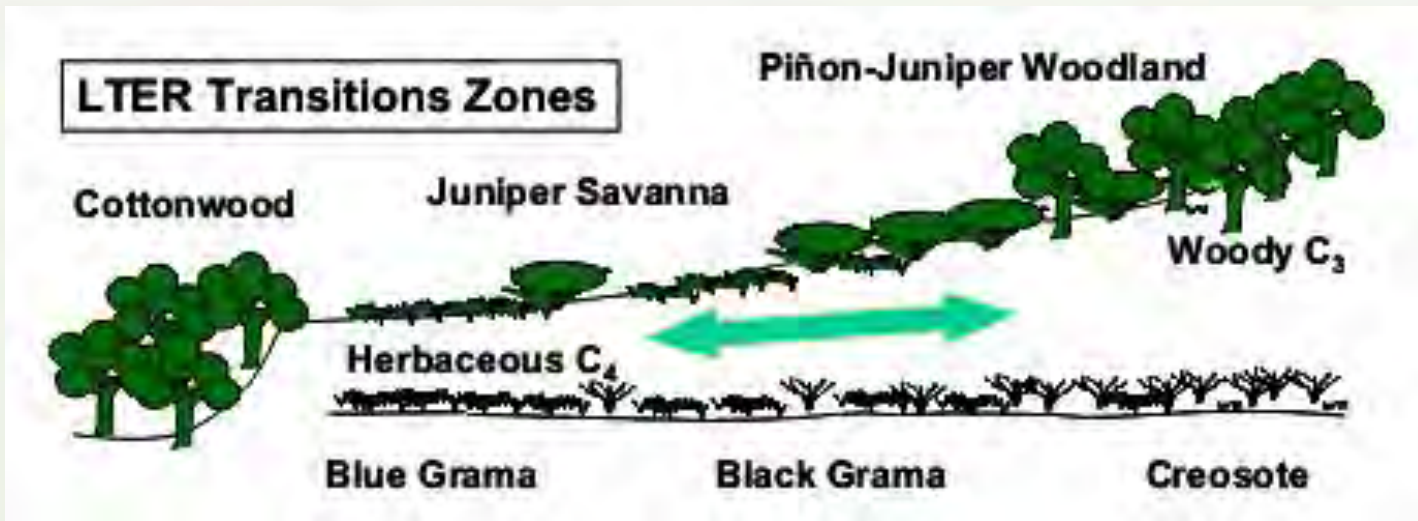 LTER Transitions Zones
Piñon-Juniper Woodland
Cottonwood
Juniper Savanna
Woody C₃
Herbaceous C₄
Blue Grama
Black Grama
Creosote